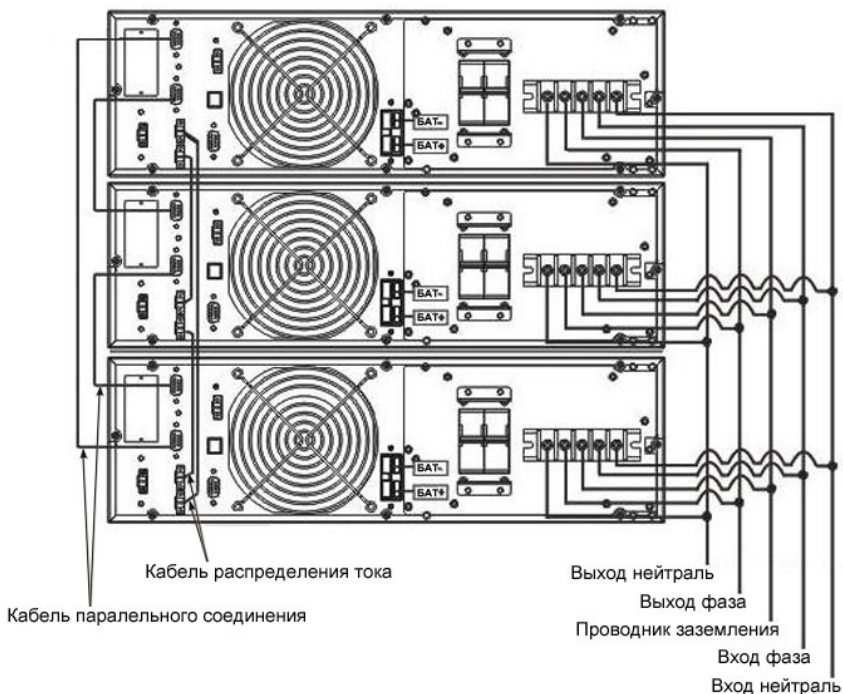 БАТ-
БАТ+
БАТ-
БАТ+
БАТ-
БАТ+
Кабель распределения тока
Кабель паралельного соединения
Выход нейтраль
Выход фаза
Проводник заземления
Вход фаза
Вход нейтраль